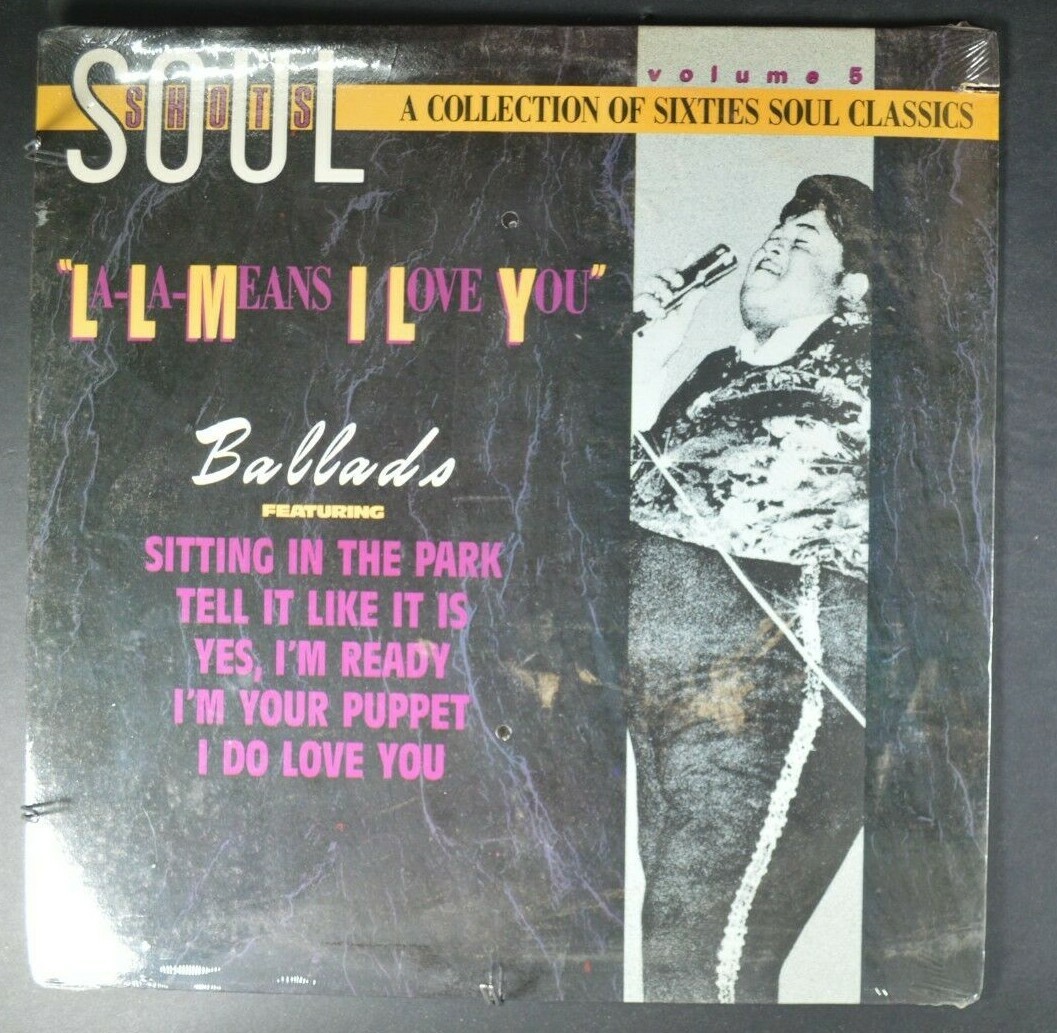 volume 5
SOUL
SHOTS
A COLLECTION OF SIXTIES SOUL CLASSICS
"LA-LA-MEANS I LOVE YOU"
Ballads
FEATURING
SITTING IN THE PARK
TELL IT LIKE IT IS
YES, I'M READY
I'M YOUR PUPPET
I DO LOVE YOU